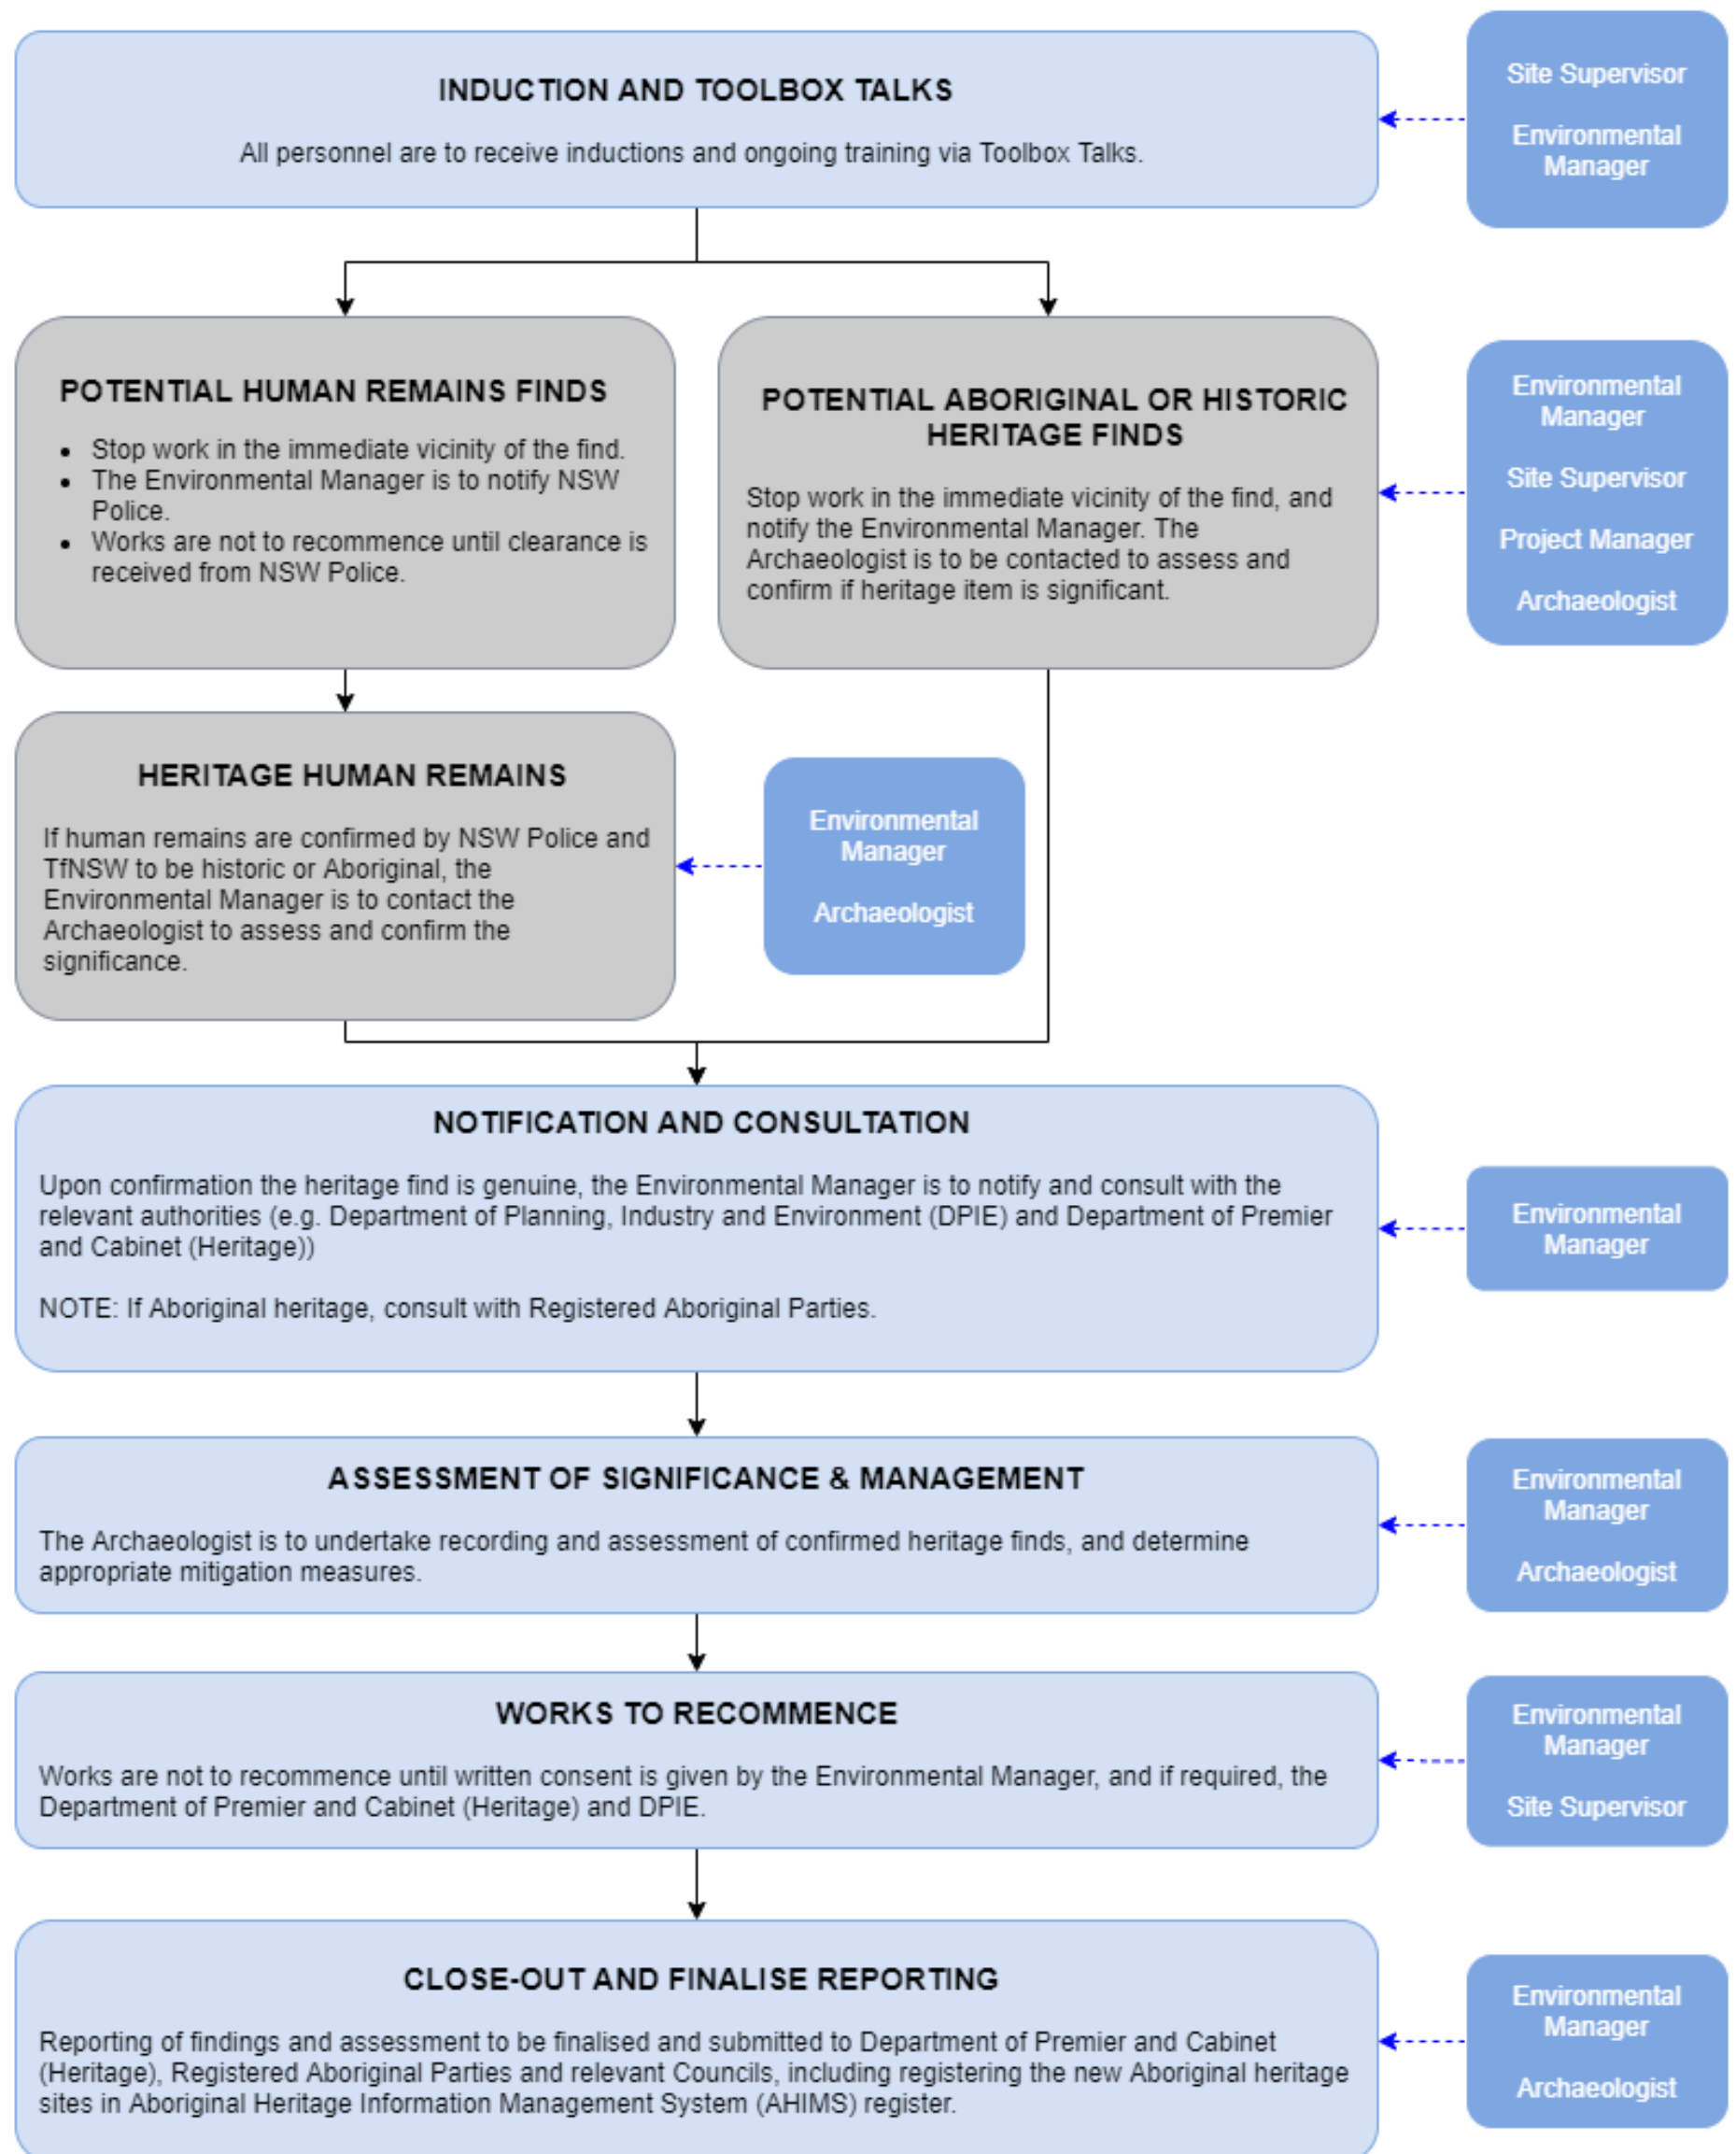 INDUCTION AND TOOLBOX TALKS
All personnel are to receive inductions and ongoing training via Toolbox Talks.
Site Supervisor
Environmental
Manager
POTENTIAL HUMAN REMAINS FINDS
• Stop work in the immediate vicinity of the find.
• The Environmental Manager is to notify NSW
Police.
• Works are not to recommence until clearance is
received from NSW Police.
POTENTIAL ABORIGINAL OR HISTORIC
HERITAGE FINDS
Stop work in the immediate vicinity of the find, and
notify the Environmental Manager. The
Archaeologist is to be contacted to assess and
confirm if heritage item is significant.
Environmental
Manager
Site Supervisor
Project Manager
Archaeologist
HERITAGE HUMAN REMAINS
If human remains are confirmed by NSW Police and
TfNSW to be historic or Aboriginal, the
Environmental Manager is to contact the
Archaeologist to assess and confirm the
significance.
Environmental
Manager
Archaeologist
NOTIFICATION AND CONSULTATION
Upon confirmation the heritage find is genuine, the Environmental Manager is to notify and consult with the
relevant authorities (e.g. Department of Planning, Industry and Environment (DPIE) and Department of Premier
and Cabinet (Heritage))
NOTE: If Aboriginal heritage, consult with Registered Aboriginal Parties.
Environmental
Manager
ASSESSMENT OF SIGNIFICANCE & MANAGEMENT
The Archaeologist is to undertake recording and assessment of confirmed heritage finds, and determine
appropriate mitigation measures.
Environmental
Manager
Archaeologist
WORKS TO RECOMMENCE
Works are not to recommence until written consent is given by the Environmental Manager, and if required, the
Department of Premier and Cabinet (Heritage) and DPIE.
Environmental
Manager
Site Supervisor
CLOSE-OUT AND FINALISE REPORTING
Reporting of findings and assessment to be finalised and submitted to Department of Premier and Cabinet
(Heritage), Registered Aboriginal Parties and relevant Councils, including registering the new Aboriginal heritage
sites in Aboriginal Heritage Information Management System (AHIMS) register.
Environmental
Manager
Archaeologist